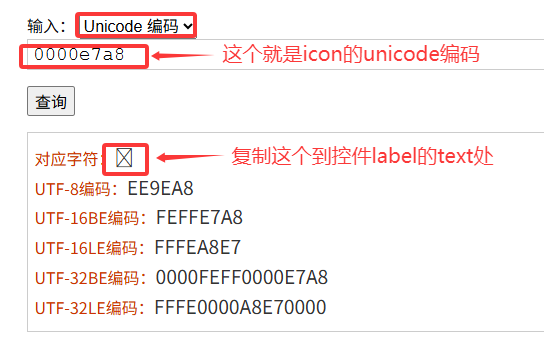 输入：Unicode 编码
0000e7a8 这个就是icon的unicode编码
查询
对应字符： 复制这个到控件label的text处
UTF-8编码：EE9EA8
UTF-16BE编码：FEFFE7A8
UTF-16LE编码：FFFEA8E7
UTF-32BE编码：0000FEFF0000E7A8
UTF-32LE编码：FFFE0000A8E70000